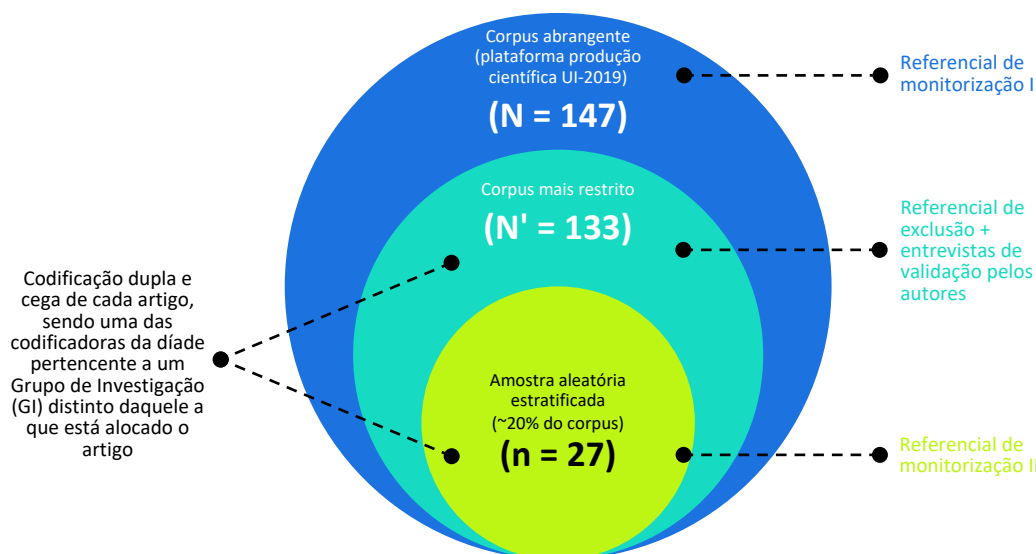 Corpus abrangente
(plataforma produção
científica UI-2019)
(N = 147)
Referencial de
monitorização I
Corpus mais restrito
(N' = 133)
Referencial de
exclusão +
entrevistas de
validação pelos
autores
Codificação dupla e
cega de cada artigo,
sendo uma das
codificadoras da díade
pertencente a um
Grupo de Investigação
(GI) distinto daquele a
que está alocado o
artigo
Amostra aleatória
estratificada
(~20% do corpus)
(n = 27)
Referencial de
monitorização II